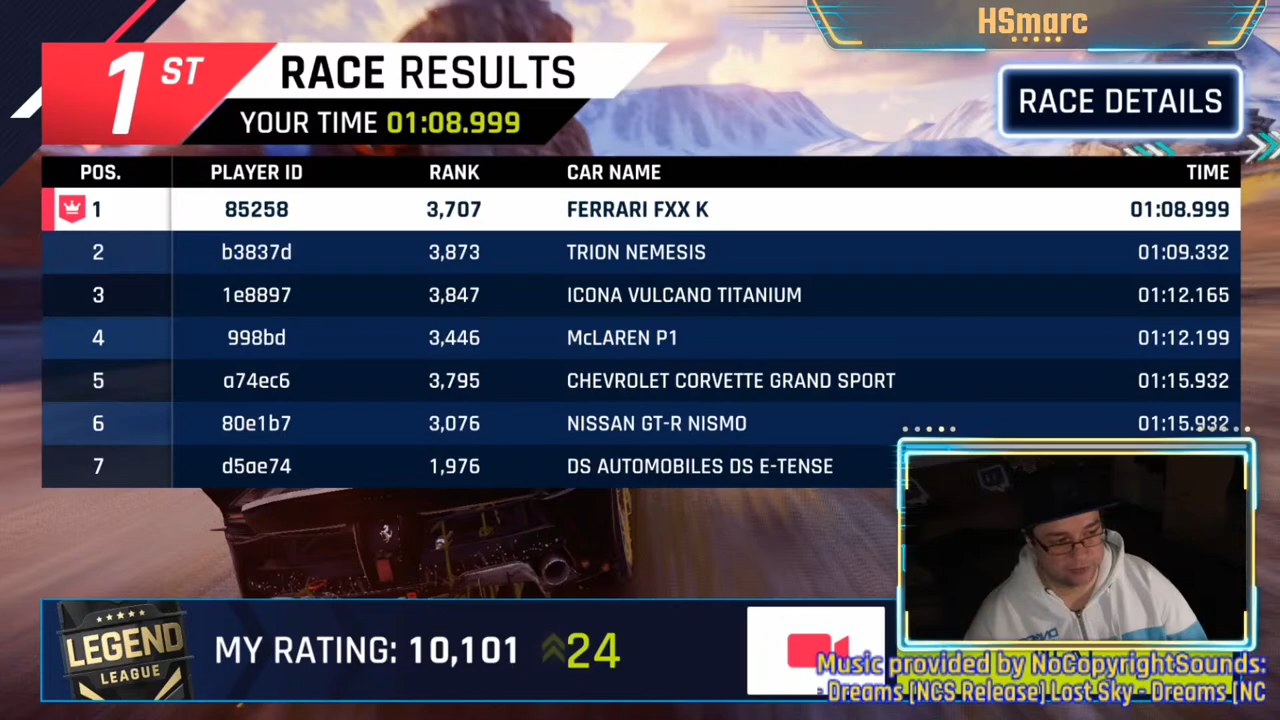 HSmarc
1ST
RACE RESULTS
YOUR TIME 01:08.999
RACE DETAILS
POS. PLAYER ID RANK CAR NAME TIME
1 85258 3,707 FERRARI FXX K 01:08.999
2 b3837d 3,873 TRION NEMESIS 01:09.332
3 1e8897 3,847 ICONA VULCANO TITANIUM 01:12.165
4 998bd 3,446 McLAREN P1 01:12.199
5 a74ec6 3,795 CHEVROLET CORVETTE GRAND SPORT 01:15.932
6 80e1b7 3,076 NISSAN GT-R NISMO 01:15.932
7 d5ae74 1,976 DS AUTOMOBILES DS E-TENSE
LEGEND
LEAGUE
MY RATING: 10,101 24
Music provided by NoCopyrightSounds:
- Dreams [NCS Release] Lost Sky - Dreams [NC